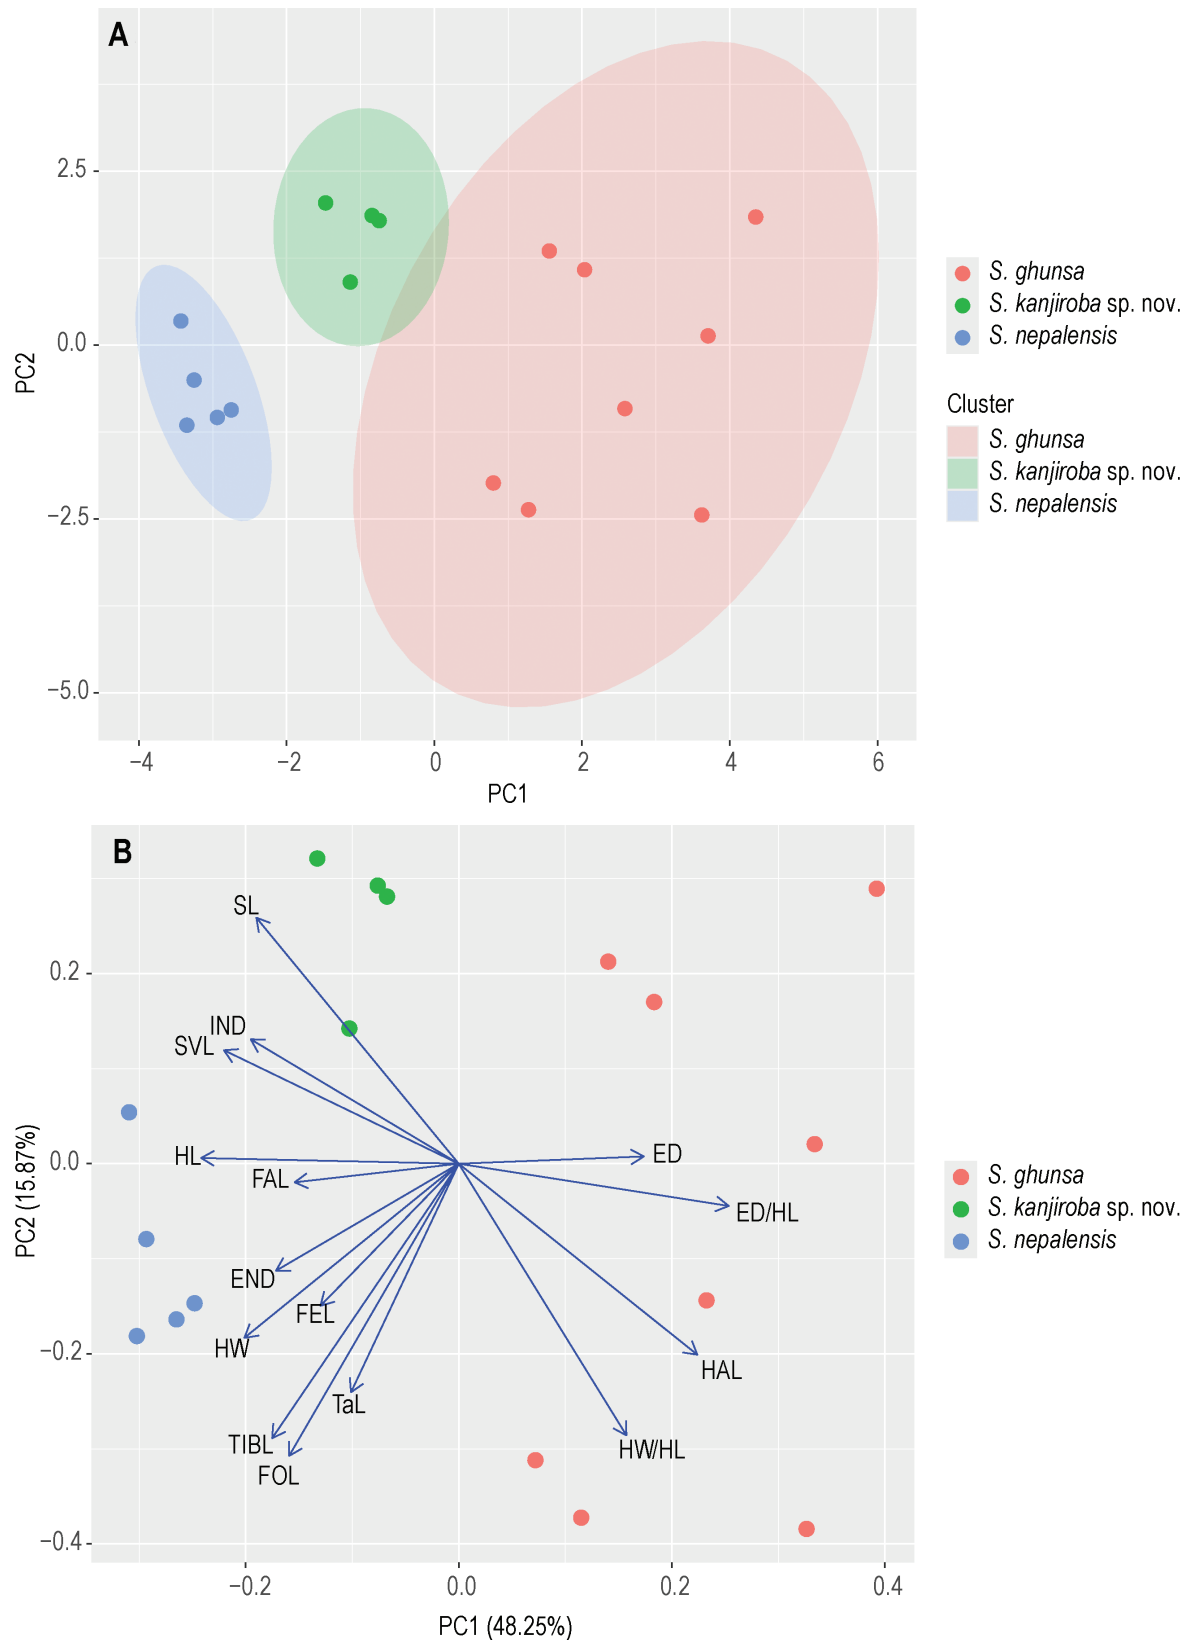 A
2.5
0.0
−2.5
−5.0
PC2
−4
−2
0
2
4
6
PC1
S. ghunsa
S. kanjiroba sp. nov.
S. nepalensis
Cluster
S. ghunsa
S. kanjiroba sp. nov.
S. nepalensis
B
0.2
0.0
−0.2
−0.4
PC2 (15.87%)
SL
IND
SVL
HL
FAL
END
FEL
HW
TaL
TIBL
FOL
ED
ED/HL
HAL
HW/HL
−0.2
0.0
0.2
0.4
PC1 (48.25%)
S. ghunsa
S. kanjiroba sp. nov.
S. nepalensis